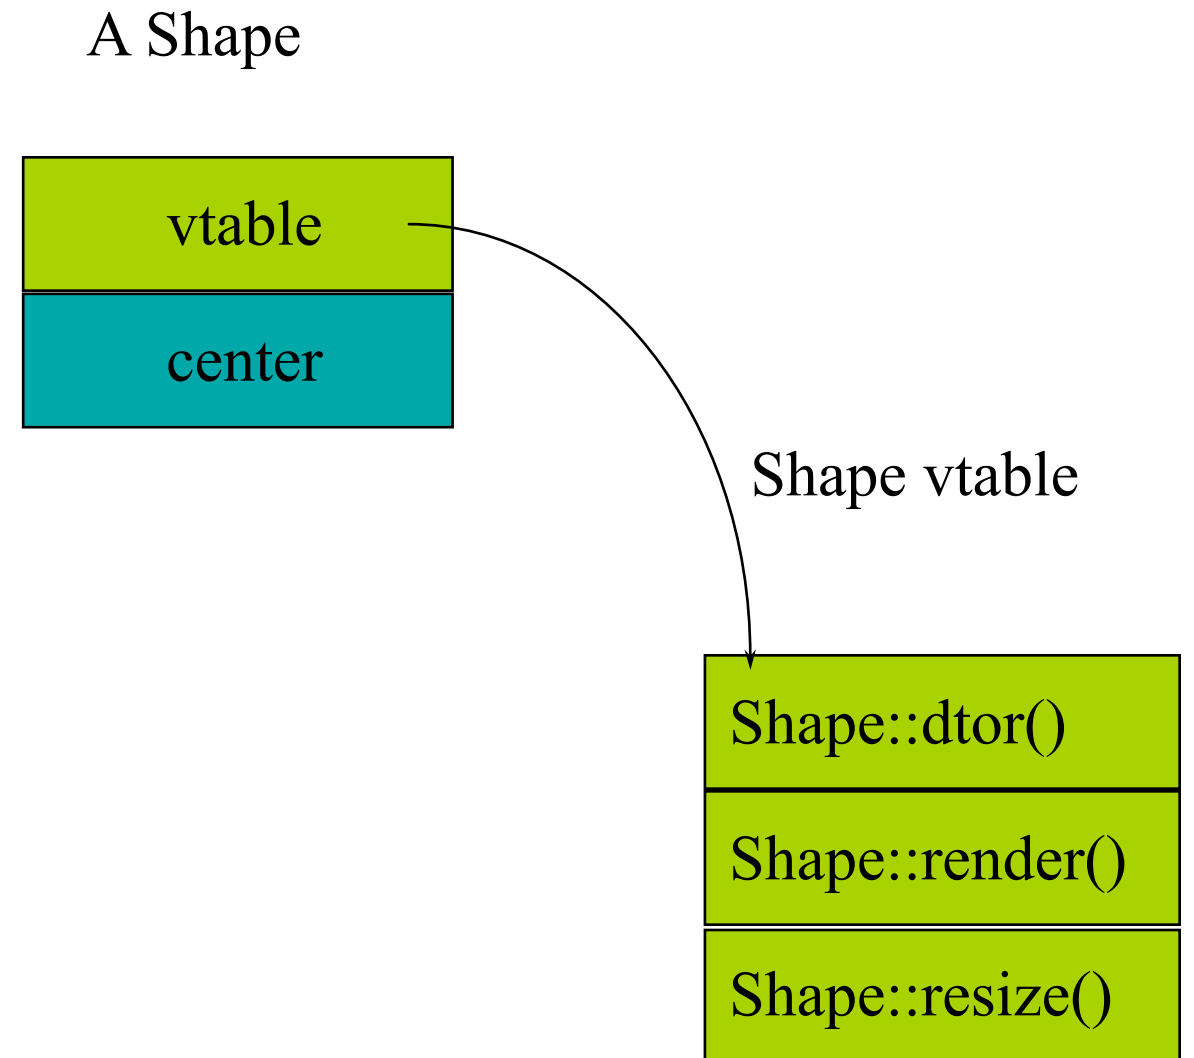 A Shape
vtable
center
Shape vtable
Shape::dtor()
Shape::render()
Shape::resize()